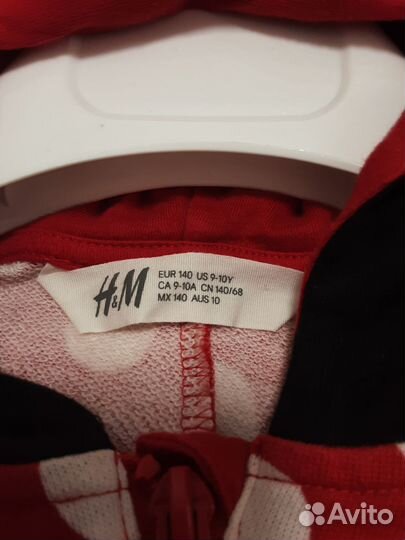 H&M
EUR 140 US 9-10Y
CA 9-10A CN 140/68
MX 140 AUS 10
Avito